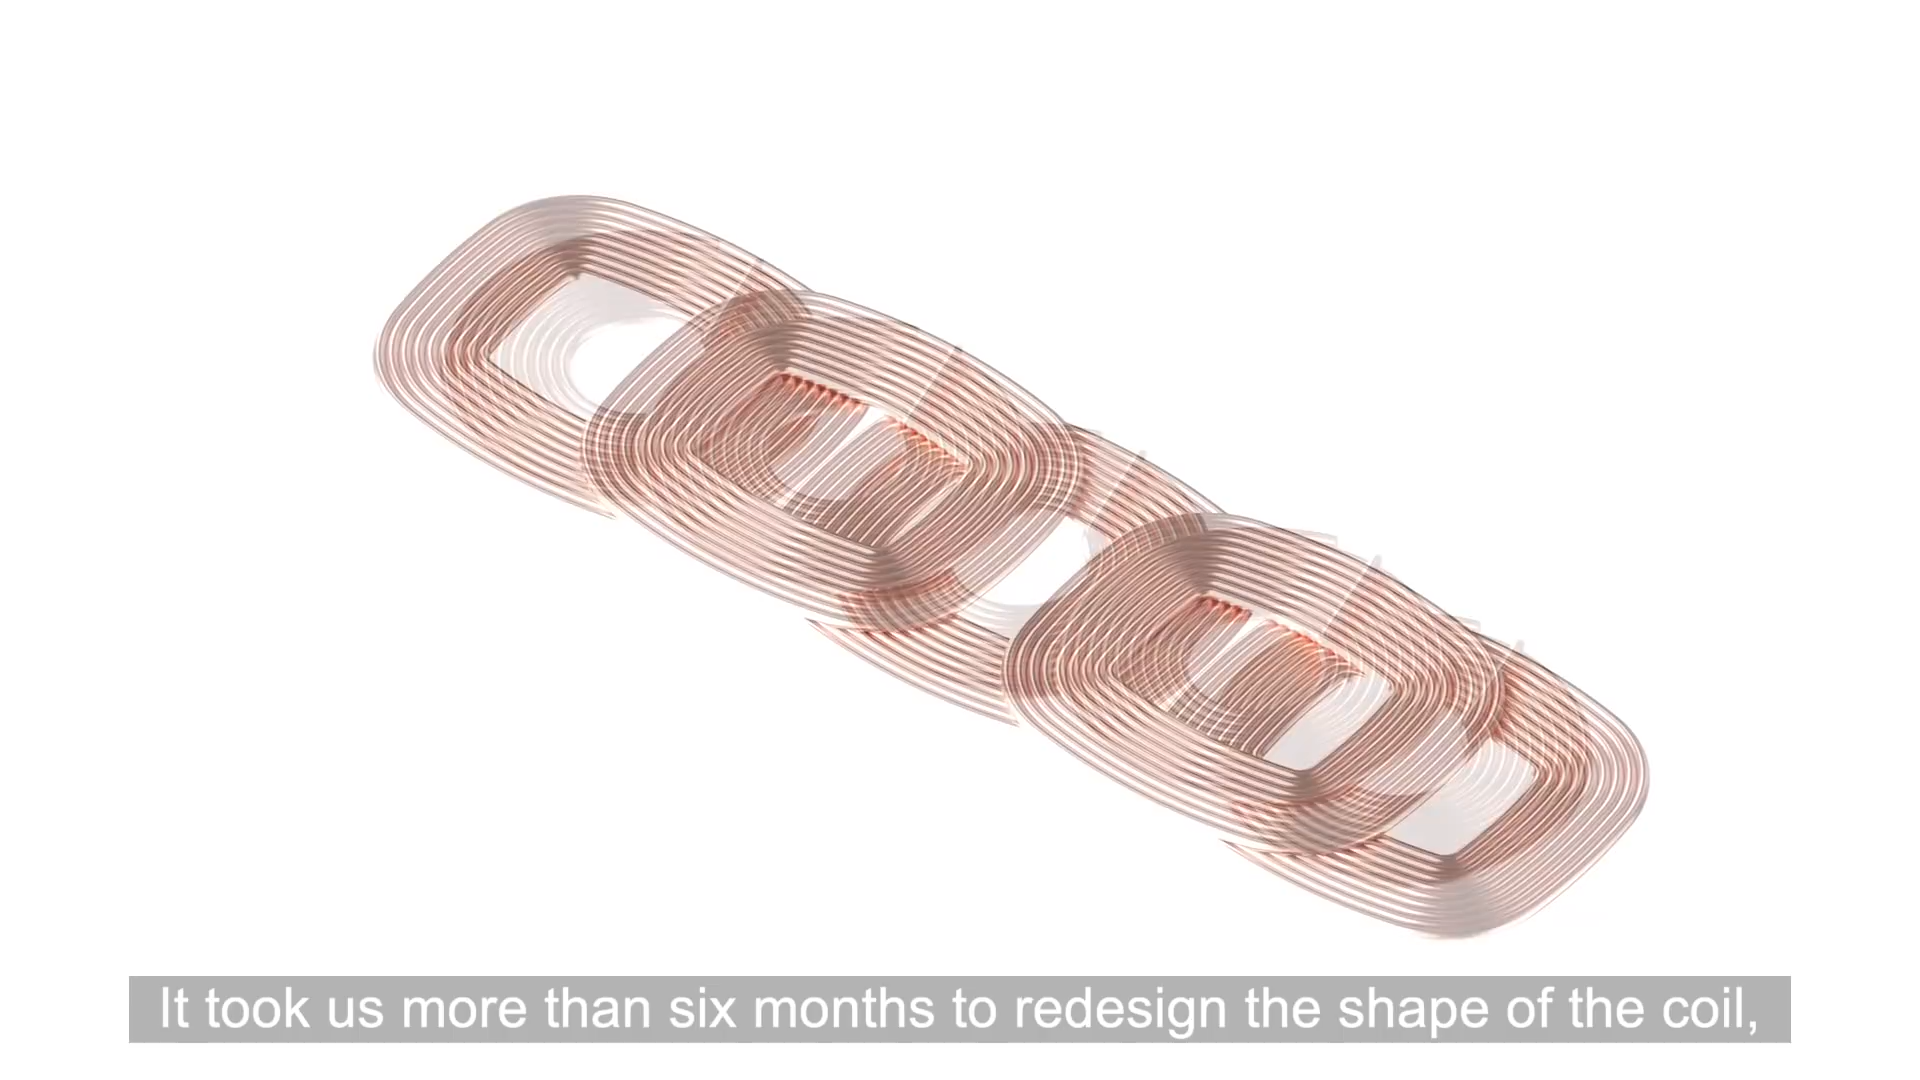 It took us more than six months to redesign the shape of the coil,